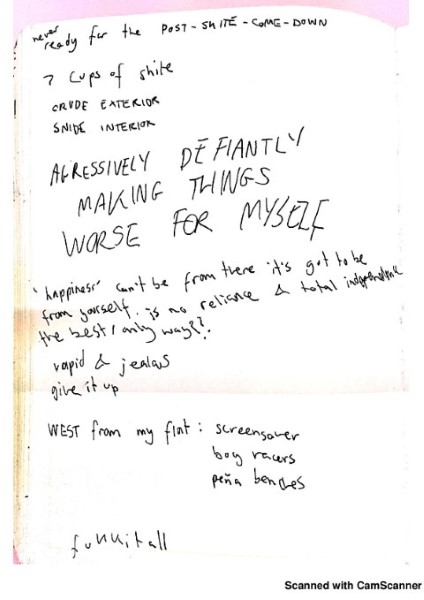 never
ready for the POST-SHITE-COME-DOWN
7 cups of shite
CRUDE EXTERIOR
SNIDE INTERIOR
AGRESSIVELY DEFIANTLY
MAKING THINGS
WORSE FOR MYSELF
'happiness' can't be from there it's got to be
from yourself. is no reliance & total independence
the best / only way??
vapid & jealous
give it up
WEST from my flat: screensaver
boy racers
peña benches
fukkitall
Scanned with CamScanner